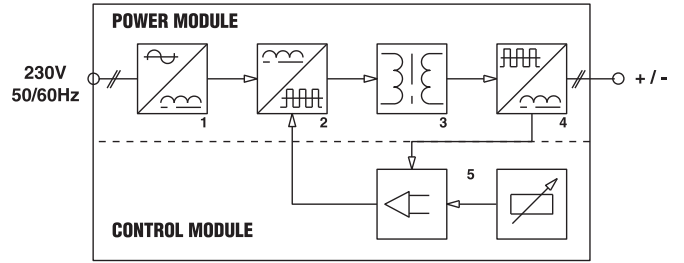 POWER MODULE
230V
50/60Hz
+ / -
1
2
3
4
5
CONTROL MODULE